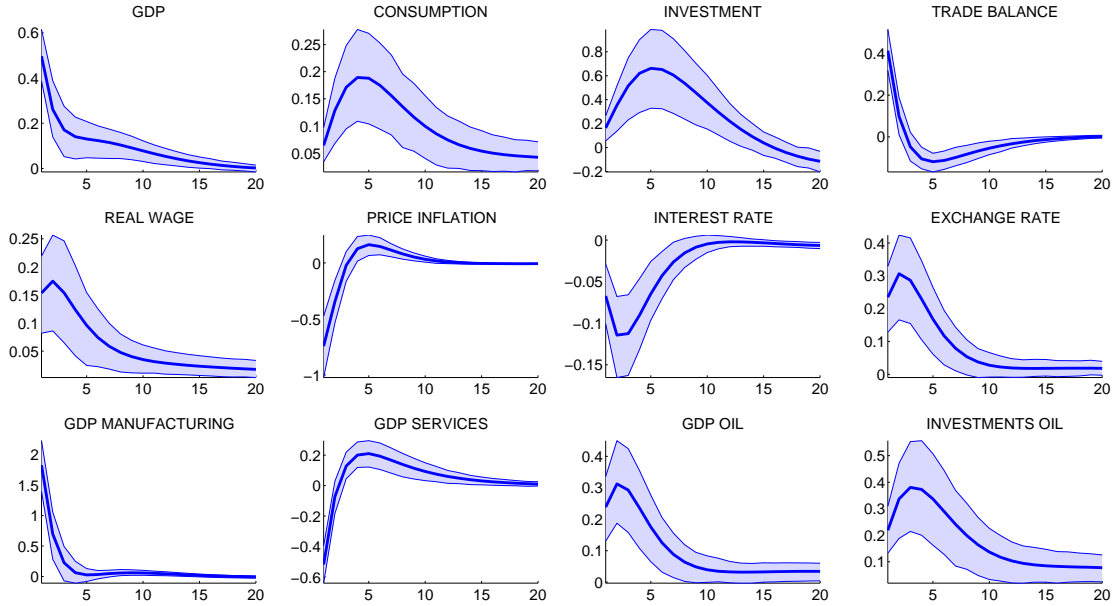 GDP
0.6
0.4
0.2
0
5 10 15 20
CONSUMPTION
0.25
0.2
0.15
0.1
0.05
5 10 15 20
INVESTMENT
0.8
0.6
0.4
0.2
0
−0.2
5 10 15 20
TRADE BALANCE
0.4
0.2
0
5 10 15 20
REAL WAGE
0.25
0.2
0.15
0.1
0.05
5 10 15 20
PRICE INFLATION
0
−0.5
−1
5 10 15 20
INTEREST RATE
0
−0.05
−0.1
−0.15
5 10 15 20
EXCHANGE RATE
0.4
0.3
0.2
0.1
0
5 10 15 20
GDP MANUFACTURING
2
1.5
1
0.5
0
5 10 15 20
GDP SERVICES
0.2
0
−0.2
−0.4
−0.6
5 10 15 20
GDP OIL
0.4
0.3
0.2
0.1
0
5 10 15 20
INVESTMENTS OIL
0.5
0.4
0.3
0.2
0.1
5 10 15 20